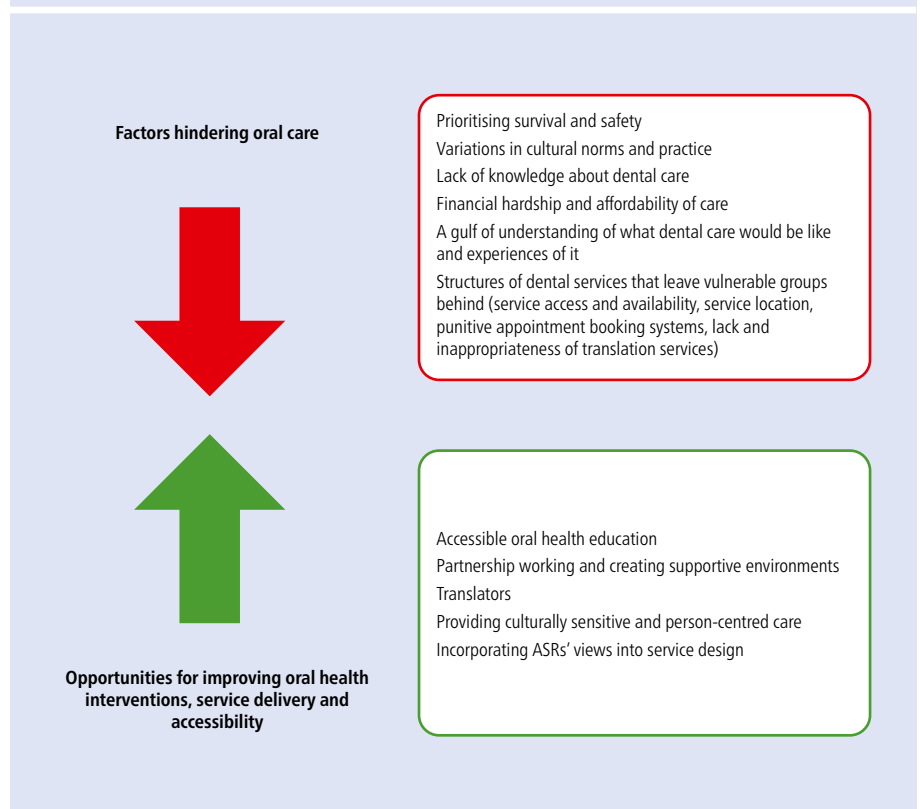 Factors hindering oral care
Prioritising survival and safety
Variations in cultural norms and practice
Lack of knowledge about dental care
Financial hardship and affordability of care
A gulf of understanding of what dental care would be like
and experiences of it
Structures of dental services that leave vulnerable groups
behind (service access and availability, service location,
punitive appointment booking systems, lack and
inappropriateness of translation services)
Accessible oral health education
Partnership working and creating supportive environments
Translators
Providing culturally sensitive and person-centred care
Incorporating ASRs’ views into service design
Opportunities for improving oral health
interventions, service delivery and
accessibility